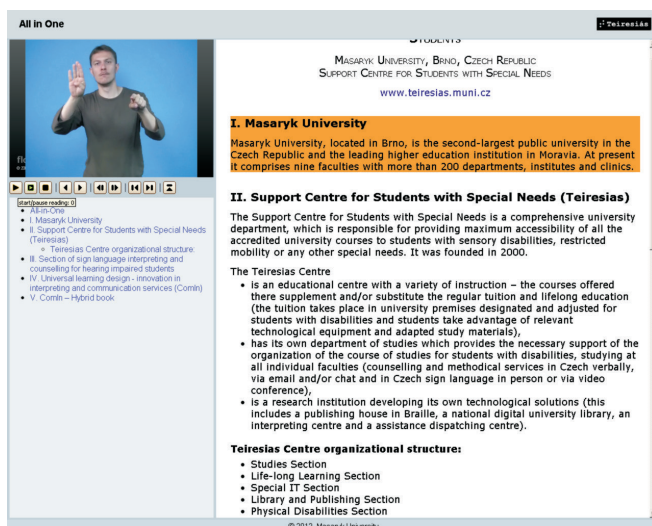 All in One
Teiresiás
flo
start/pause reading: 0
All-in-One
I. Masaryk University
II. Support Centre for Students with Special Needs
(Teiresias)
Teiresias Centre organizational structure:
III. Section of sign language interpreting and
counselling for hearing impaired students
IV. Universal learning design - innovation in
interpreting and communication services (ComIn)
V. ComIn – Hybrid book
STUDENTS
MASARYK UNIVERSITY, BRNO, CZECH REPUBLIC
SUPPORT CENTRE FOR STUDENTS WITH SPECIAL NEEDS
www.teiresias.muni.cz
I. Masaryk University
Masaryk University, located in Brno, is the second-largest public university in the
Czech Republic and the leading higher education institution in Moravia. At present
it comprises nine faculties with more than 200 departments, institutes and clinics.
II. Support Centre for Students with Special Needs (Teiresias)
The Support Centre for Students with Special Needs is a comprehensive university
department, which is responsible for providing maximum accessibility of all the
accredited university courses to students with sensory disabilities, restricted
mobility or any other special needs. It was founded in 2000.
The Teiresias Centre
• is an educational centre with a variety of instruction – the courses offered
there supplement and/or substitute the regular tuition and lifelong education
(the tuition takes place in university premises designated and adjusted for
students with disabilities and students take advantage of relevant
technological equipment and adapted study materials),
• has its own department of studies which provides the necessary support of the
organization of the course of studies for students with disabilities, studying at
all individual faculties (counselling and methodical services in Czech verbally,
via email and/or chat and in Czech sign language in person or via video
conference),
• is a research institution developing its own technological solutions (this
includes a publishing house in Braille, a national digital university library, an
interpreting centre and a assistance dispatching centre).
Teiresias Centre organizational structure:
• Studies Section
• Life-long Learning Section
• Special IT Section
• Library and Publishing Section
• Physical Disabilities Section
© 2012, Masaryk University